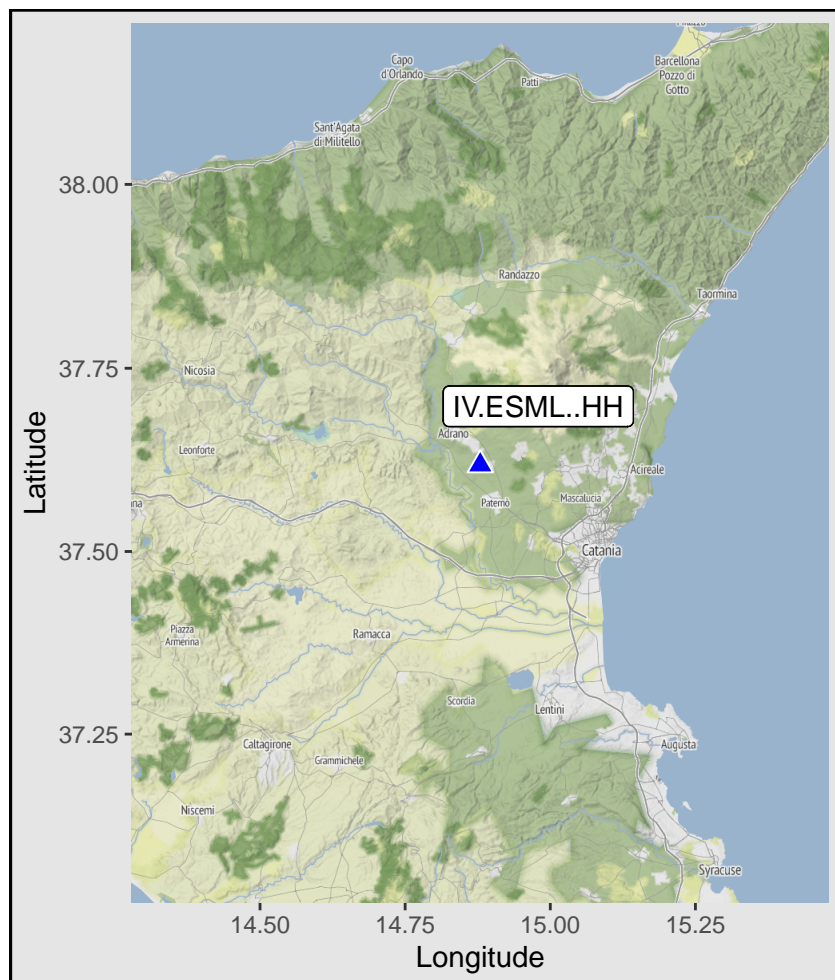 Capo
d'Orlando
Patti
Barcellona
Pozzo di
Gotto
Sant'Agata
di Militello
38.00
Randazzo
Taormina
37.75
Nicosia
IV.ESML..HH
Adrano
Leonforte
Acireale
Paternò
Mascalucia
37.50
Catania
Piazza
Armerina
Ramacca
Scordia
Lentini
37.25
Caltagirone
Augusta
Grammichele
Niscemi
Syracuse
14.50
14.75
15.00
15.25
Longitude
Latitude